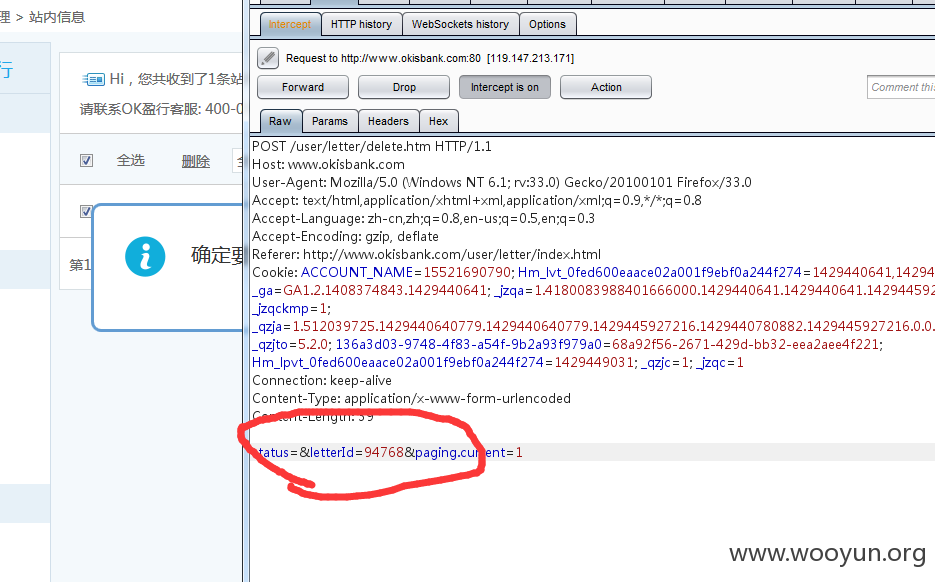 理 > 站内信息
行
Hi，您共收到了1条站
请联系OK盈行客服: 400-0
全选 删除
确定要
第1
Intercept HTTP history WebSockets history Options
Request to http://www.okisbank.com:80 [119.147.213.171]
Forward Drop Intercept is on Action
Comment this
Raw Params Headers Hex
POST /user/letter/delete.htm HTTP/1.1
Host: www.okisbank.com
User-Agent: Mozilla/5.0 (Windows NT 6.1; rv:33.0) Gecko/20100101 Firefox/33.0
Accept: text/html,application/xhtml+xml,application/xml;q=0.9,*/*;q=0.8
Accept-Language: zh-cn,zh;q=0.8,en-us;q=0.5,en;q=0.3
Accept-Encoding: gzip, deflate
Referer: http://www.okisbank.com/user/letter/index.html
Cookie: ACCOUNT_NAME=15521690790; Hm_lvt_0fed600eaace02a001f9ebf0a244f274=1429440641,14294
_ga=GA1.2.1408374843.1429440641; _jzqa=1.4180083988401666000.1429440641.1429440641.1429445927
_jzqckmp=1;
_qzja=1.512039725.1429440640779.1429440640779.1429445927216.1429440780882.1429445927216.0.0.
_qzjto=5.2.0; 136a3d03-9748-4f83-a54f-9b2a93f979a0=68a92f56-2671-429d-bb32-eea2aee4f221;
Hm_lpvt_0fed600eaace02a001f9ebf0a244f274=1429449031; _qzjc=1; _jzqc=1
Connection: keep-alive
Content-Type: application/x-www-form-urlencoded
Content-Length: 39
status=&letterId=94768&paging.current=1
www.wooyun.org